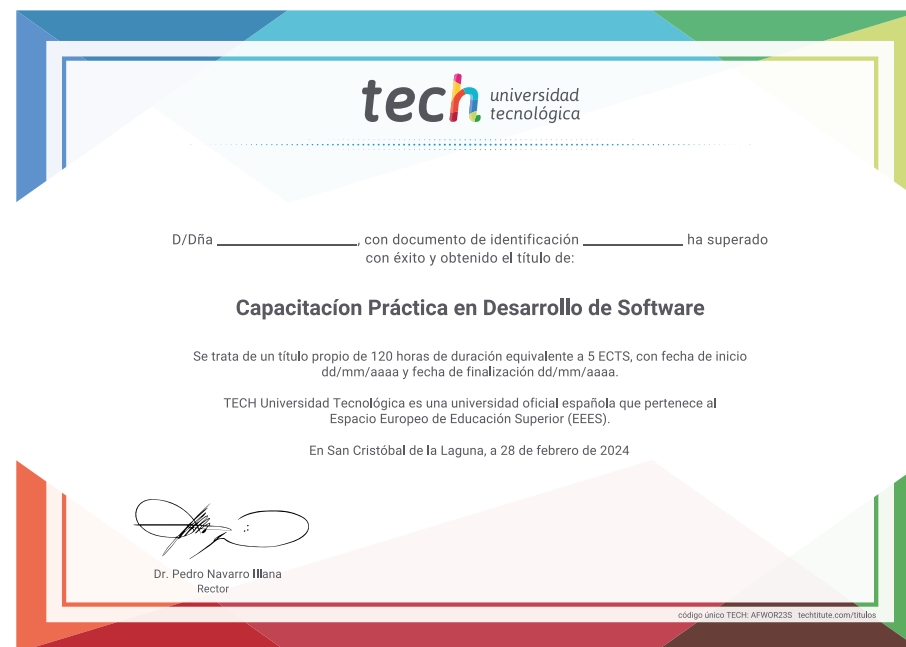 tech universidad
tecnológica
D/Dña ____________, con documento de identificación ____________ ha superado
con éxito y obtenido el título de:
Capacitacíon Práctica en Desarrollo de Software
Se trata de un título propio de 120 horas de duración equivalente a 5 ECTS, con fecha de inicio
dd/mm/aaaa y fecha de finalización dd/mm/aaaa.
TECH Universidad Tecnológica es una universidad oficial española que pertenece al
Espacio Europeo de Educación Superior (EEES).
En San Cristóbal de la Laguna, a 28 de febrero de 2024
Dr. Pedro Navarro Illana
Rector
código único TECH: AFWOR23S techtitute.com/titulos